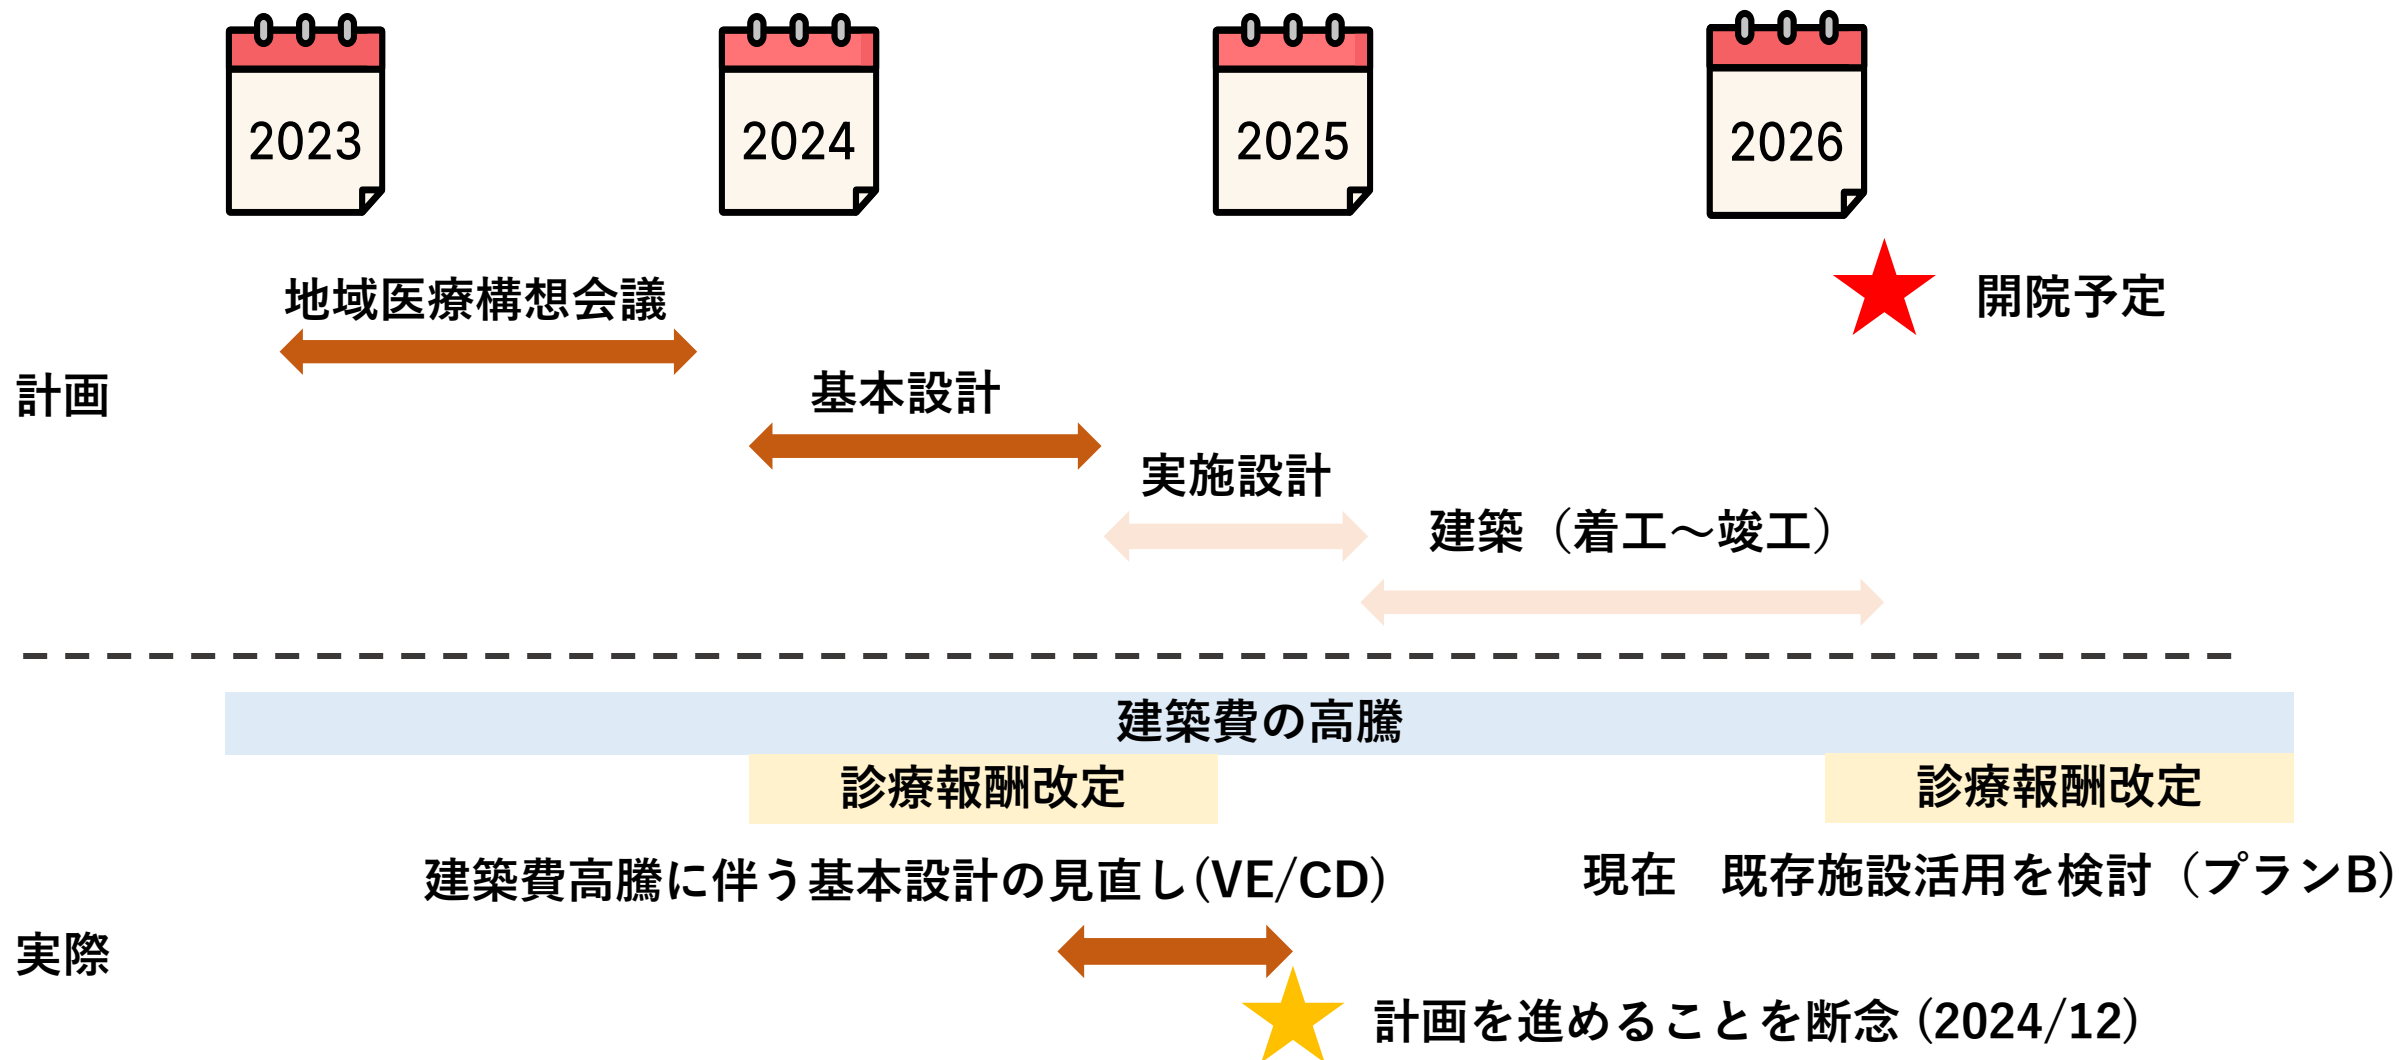 2023
2024
2025
2026
地域医療構想会議
開院予定
計画
基本設計
実施設計
建築（着工～竣工）
建築費の高騰
診療報酬改定
診療報酬改定
建築費高騰に伴う基本設計の見直し(VE/CD)
現在　既存施設活用を検討（プランB)
実際
計画を進めることを断念 (2024/12)